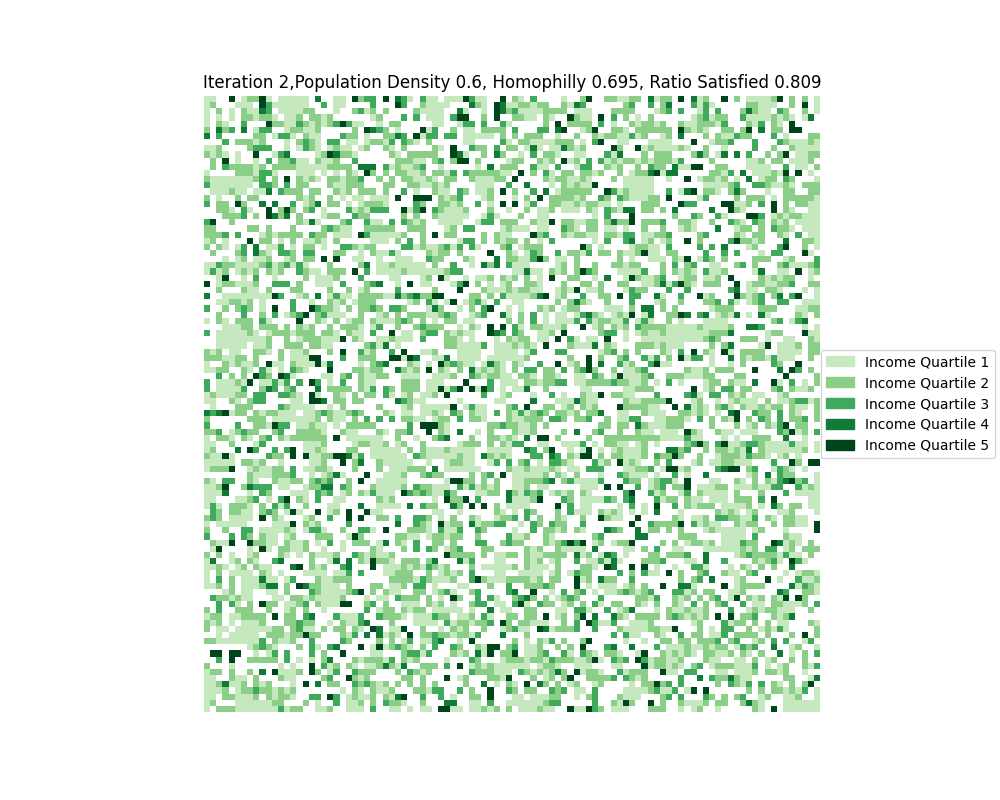 Iteration 2,Population Density 0.6, Homophilly 0.695, Ratio Satisfied 0.809
Income Quartile 1
Income Quartile 2
Income Quartile 3
Income Quartile 4
Income Quartile 5